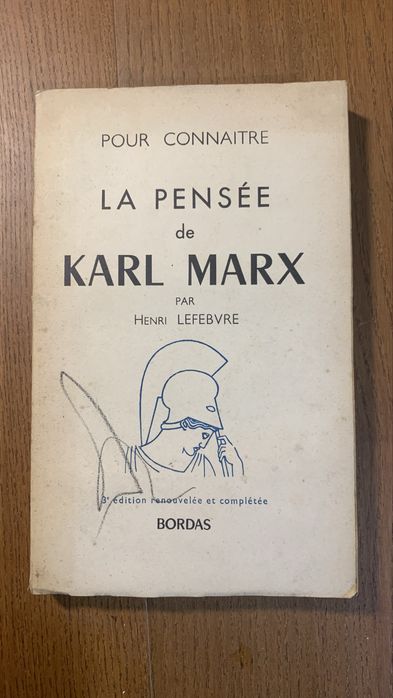 POUR CONNAITRE
LA PENSÉE
de
KARL MARX
PAR
HENRI LEFEBVRE
3e édition renouvelée et complétée
BORDAS